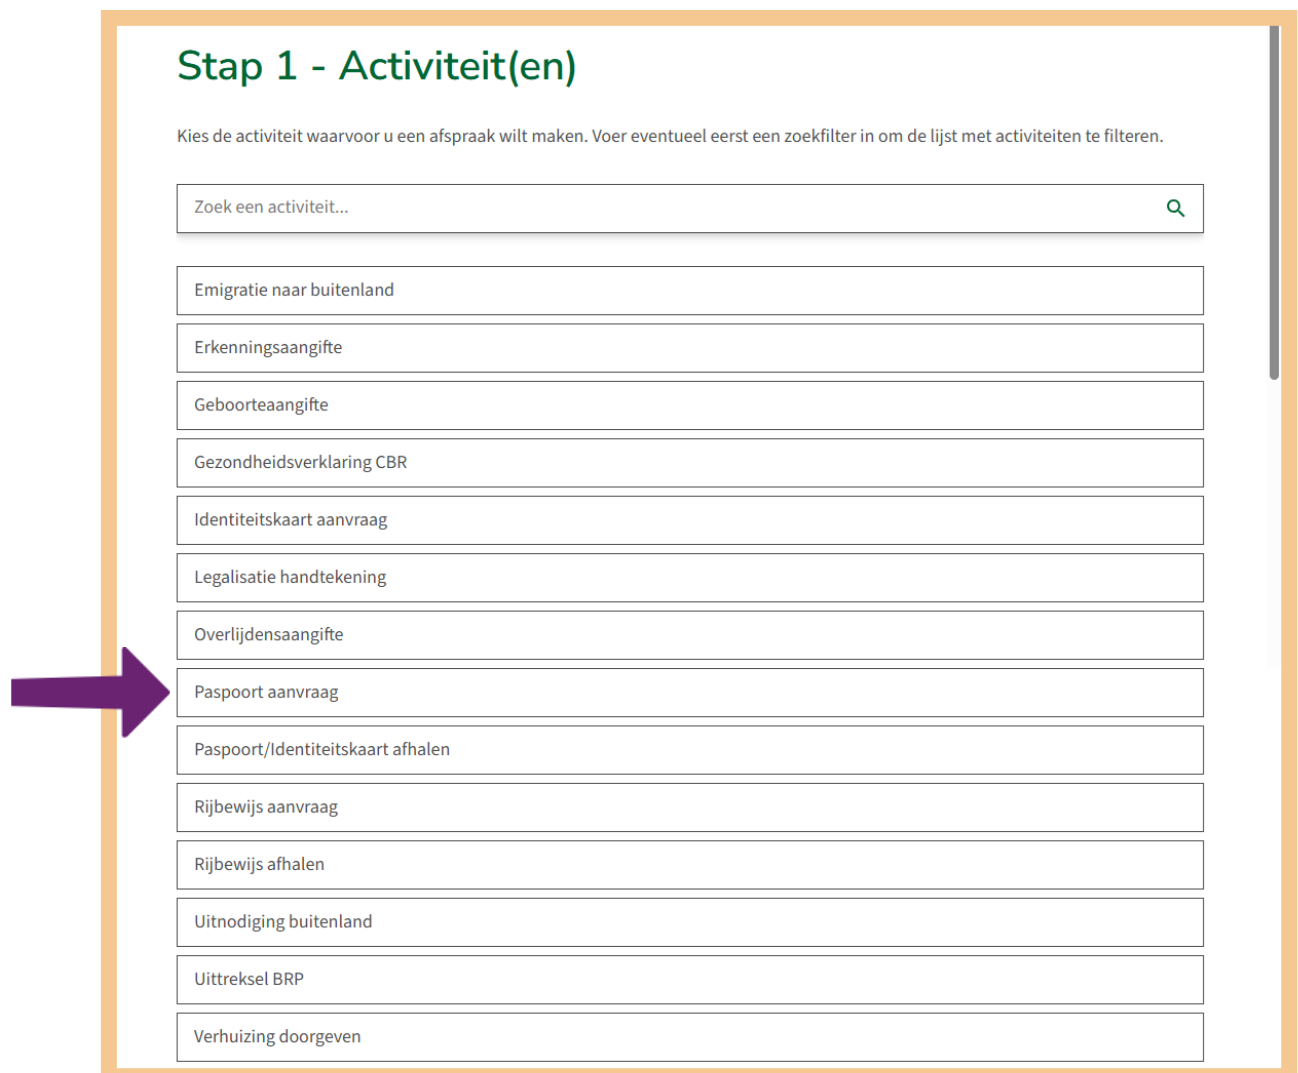 Stap 1 - Activiteit(en)
Kies de activiteit waarvoor u een afspraak wilt maken. Voer eventueel eerst een zoekfilter in om de lijst met activiteiten te filteren.
Zoek een activiteit...
Emigratie naar buitenland
Erkenningsaangifte
Geboorteaangifte
Gezondheidsverklaring CBR
Identiteitskaart aanvraag
Legalisatie handtekening
Overlijdensaangifte
Paspoort aanvraag
Paspoort/Identiteitskaart afhalen
Rijbewijs aanvraag
Rijbewijs afhalen
Uitnodiging buitenland
Uittreksel BRP
Verhuizing doorgeven